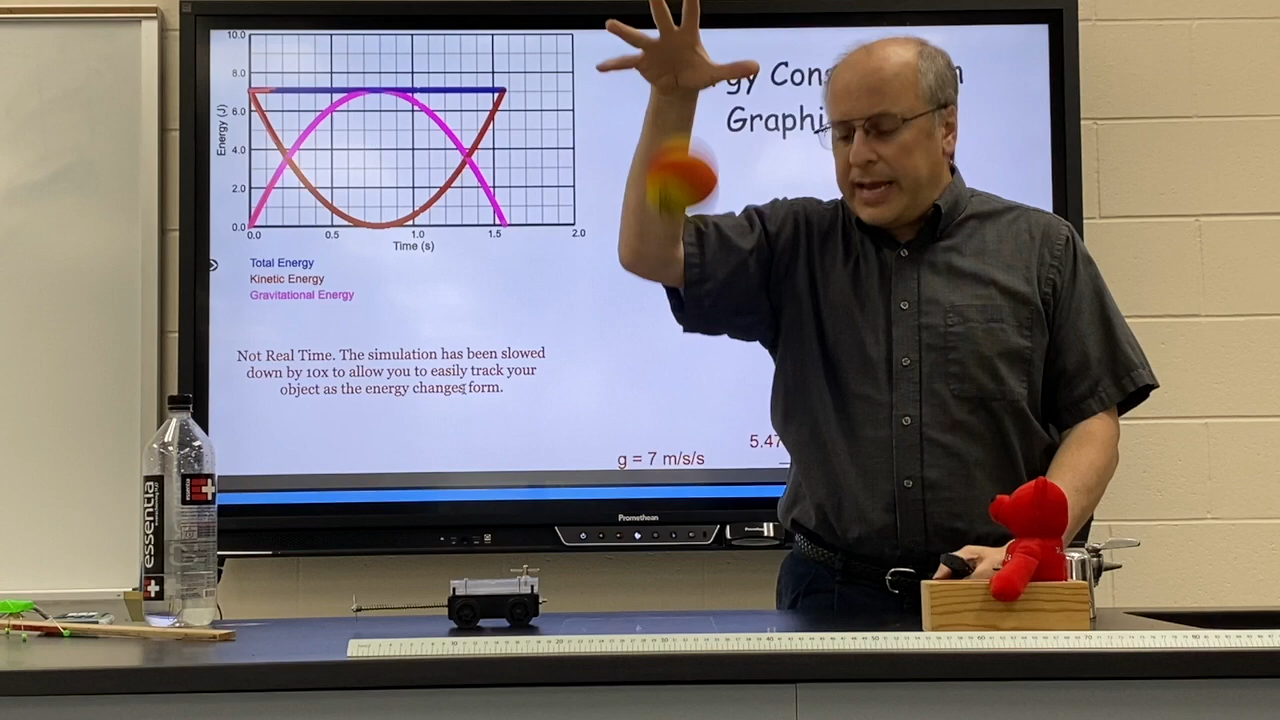 10.0
8.0
6.0
4.0
2.0
0.0
Energy (J)
0.0 0.5 1.0 1.5 2.0
Time (s)
Total Energy
Kinetic Energy
Gravitational Energy
Not Real Time. The simulation has been slowed
down by 10x to allow you to easily track your
object as the energy changes form.
g = 7 m/s/s
5.47
Promethean
essentia
essentia